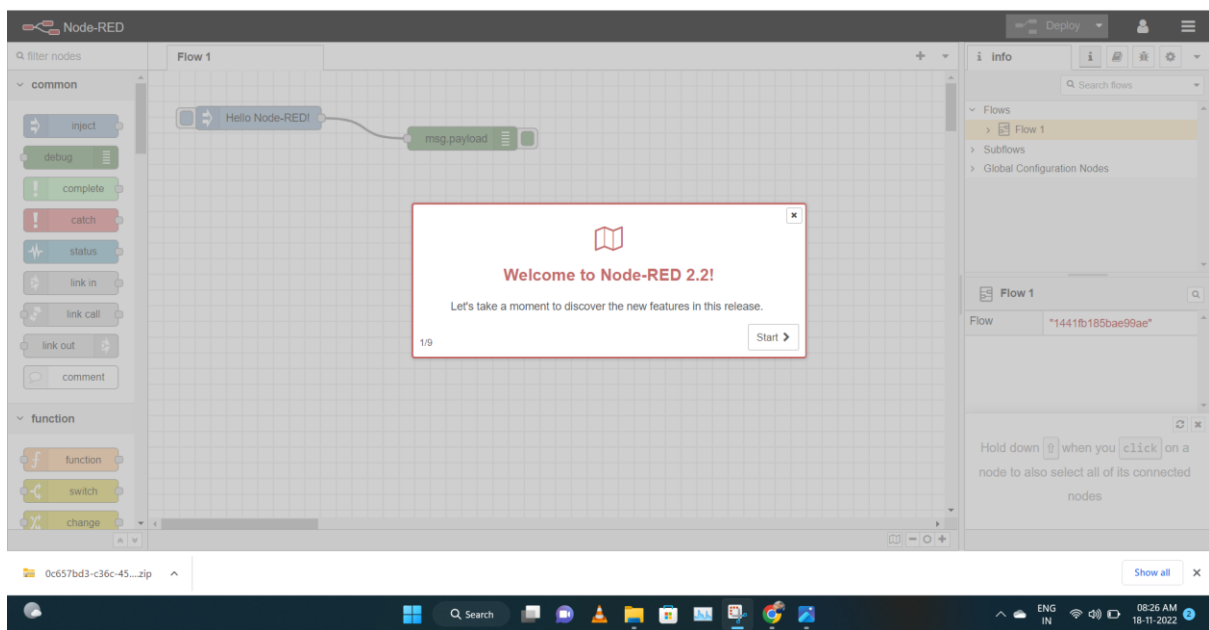 Node-RED
Deploy
filter nodes
Flow 1
i info
i
common
Search flows
Flows
Flow 1
Subflows
Global Configuration Nodes
inject
debug
complete
catch
status
link in
link call
link out
comment
function
function
switch
change
Hello Node-RED!
msg.payload
Welcome to Node-RED 2.2!
Let's take a moment to discover the new features in this release.
1/9
Start
Flow 1
Flow "1441fb185bae99ae"
Hold down ⇧ when you click on a
node to also select all of its connected
nodes
0c657bd3-c36c-45....zip
Show all
Search
ENG
IN
08:26 AM
18-11-2022
2